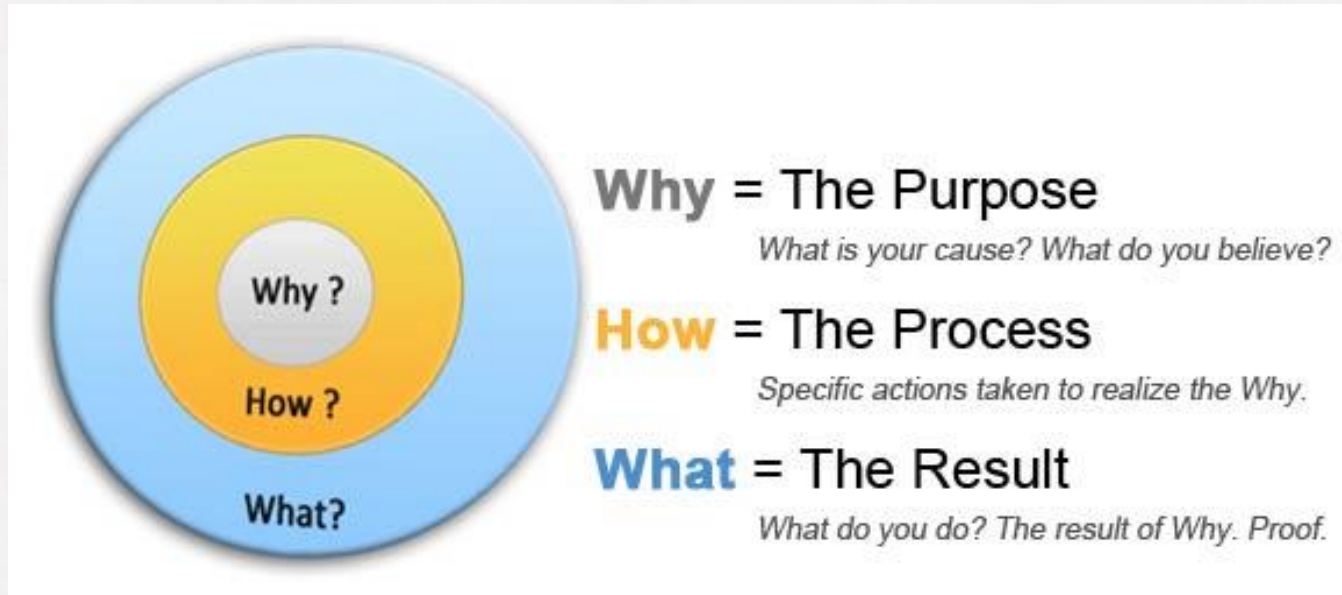 Why ?
How ?
What?
Why = The Purpose
What is your cause? What do you believe?
How = The Process
Specific actions taken to realize the Why.
What = The Result
What do you do? The result of Why. Proof.